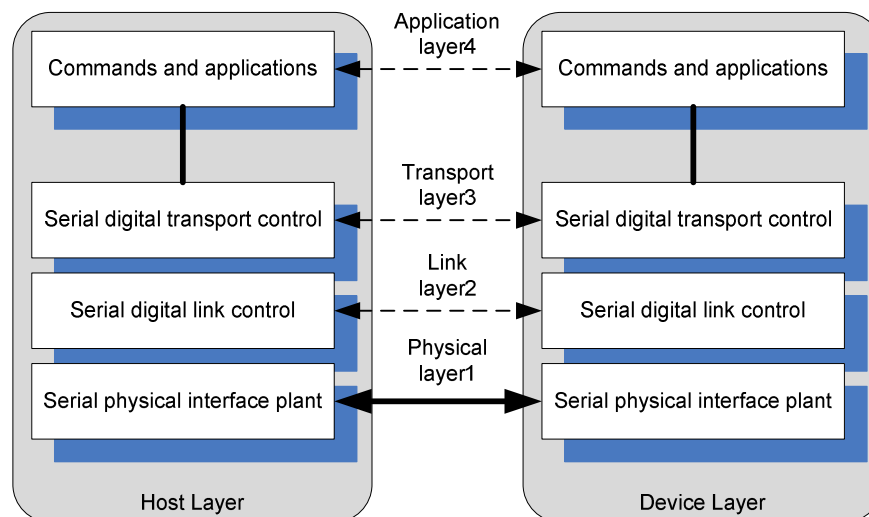 Application
layer4
Commands and applications
Commands and applications
Transport
layer3
Serial digital transport control
Serial digital transport control
Link
layer2
Serial digital link control
Serial digital link control
Physical
layer1
Serial physical interface plant
Serial physical interface plant
Host Layer
Device Layer